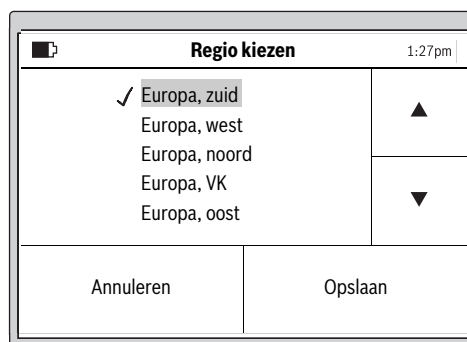 Regio kiezen
1:27pm
Europa, zuid
Europa, west
Europa, noord
Europa, VK
Europa, oost
Annuleren
Opslaan